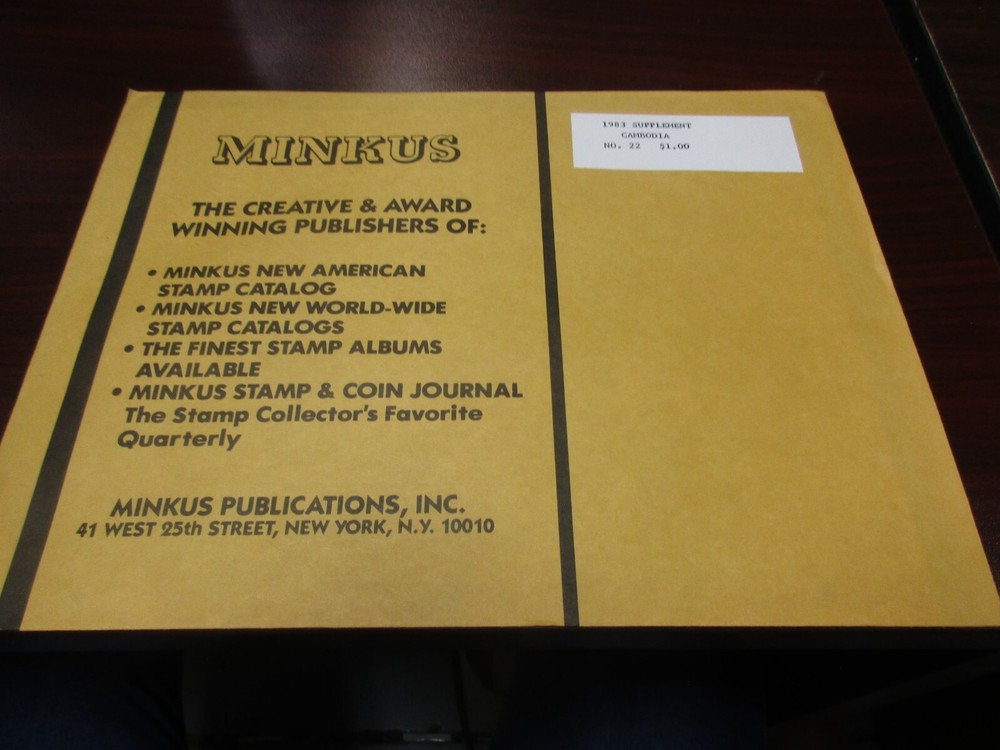 MINKUS
THE CREATIVE & AWARD
WINNING PUBLISHERS OF:
• MINKUS NEW AMERICAN
STAMP CATALOG
• MINKUS NEW WORLD-WIDE
STAMP CATALOGS
• THE FINEST STAMP ALBUMS
AVAILABLE
• MINKUS STAMP & COIN JOURNAL
The Stamp Collector's Favorite
Quarterly
MINKUS PUBLICATIONS, INC.
41 WEST 25th STREET, NEW YORK, N.Y. 10010
1983 SUPPLEMENT
CAMBODIA
NO. 22 $1.00